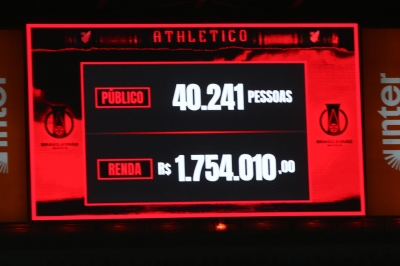 ATHLETICO
PÚBLICO 40.241 PESSOAS
RENDA R$ 1.754.010,00
inter
inter